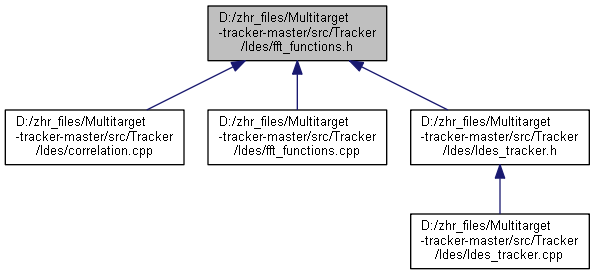 D:/zhr_files/Multitarget
-tracker-master/src/Tracker
/ldes/fft_functions.h
D:/zhr_files/Multitarget
-tracker-master/src/Tracker
/ldes/correlation.cpp
D:/zhr_files/Multitarget
-tracker-master/src/Tracker
/ldes/fft_functions.cpp
D:/zhr_files/Multitarget
-tracker-master/src/Tracker
/ldes/ldes_tracker.h
D:/zhr_files/Multitarget
-tracker-master/src/Tracker
/ldes/ldes_tracker.cpp